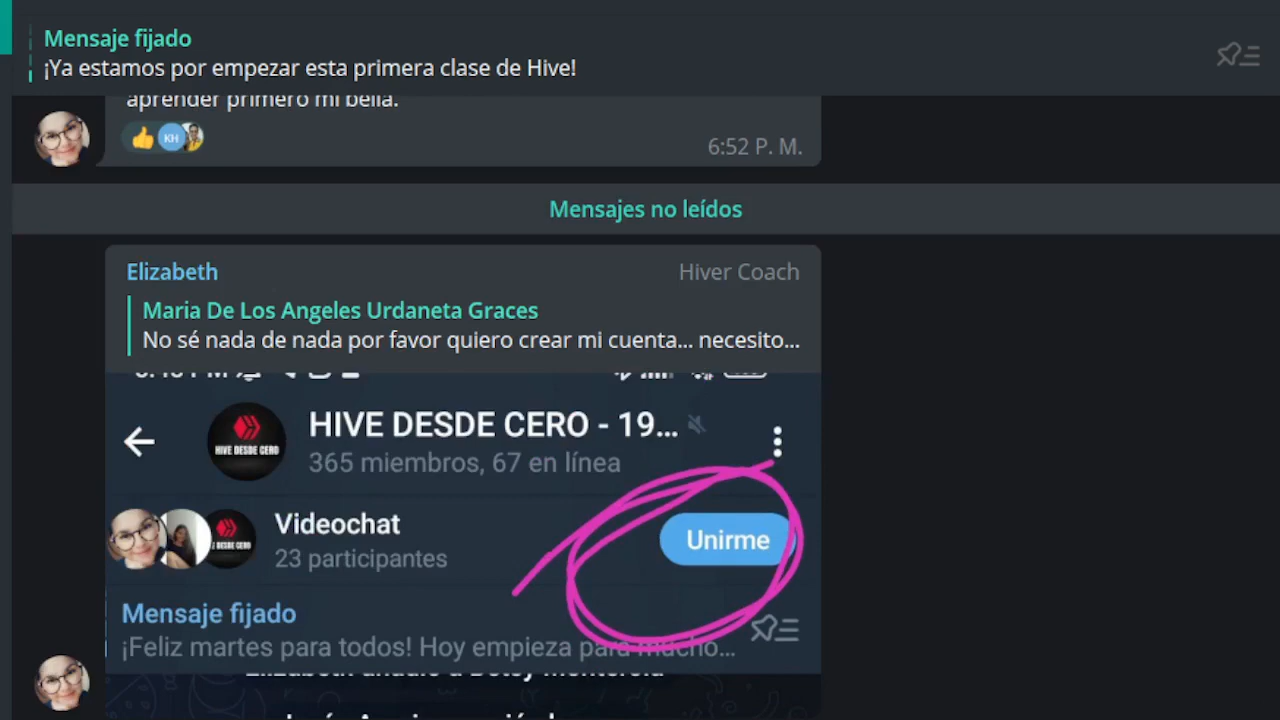 Mensaje fijado
¡Ya estamos por empezar esta primera clase de Hive!
aprender primero mi bella.
KH
6:52 P. M.
Mensajes no leídos
Elizabeth
Hiver Coach
Maria De Los Angeles Urdaneta Graces
No sé nada de nada por favor quiero crear mi cuenta... necesito...
HIVE DESDE CERO
HIVE DESDE CERO - 19...
365 miembros, 67 en línea
Videochat
23 participantes
DESDE CERO
Unirme
Mensaje fijado
¡Feliz martes para todos! Hoy empieza para mucho...